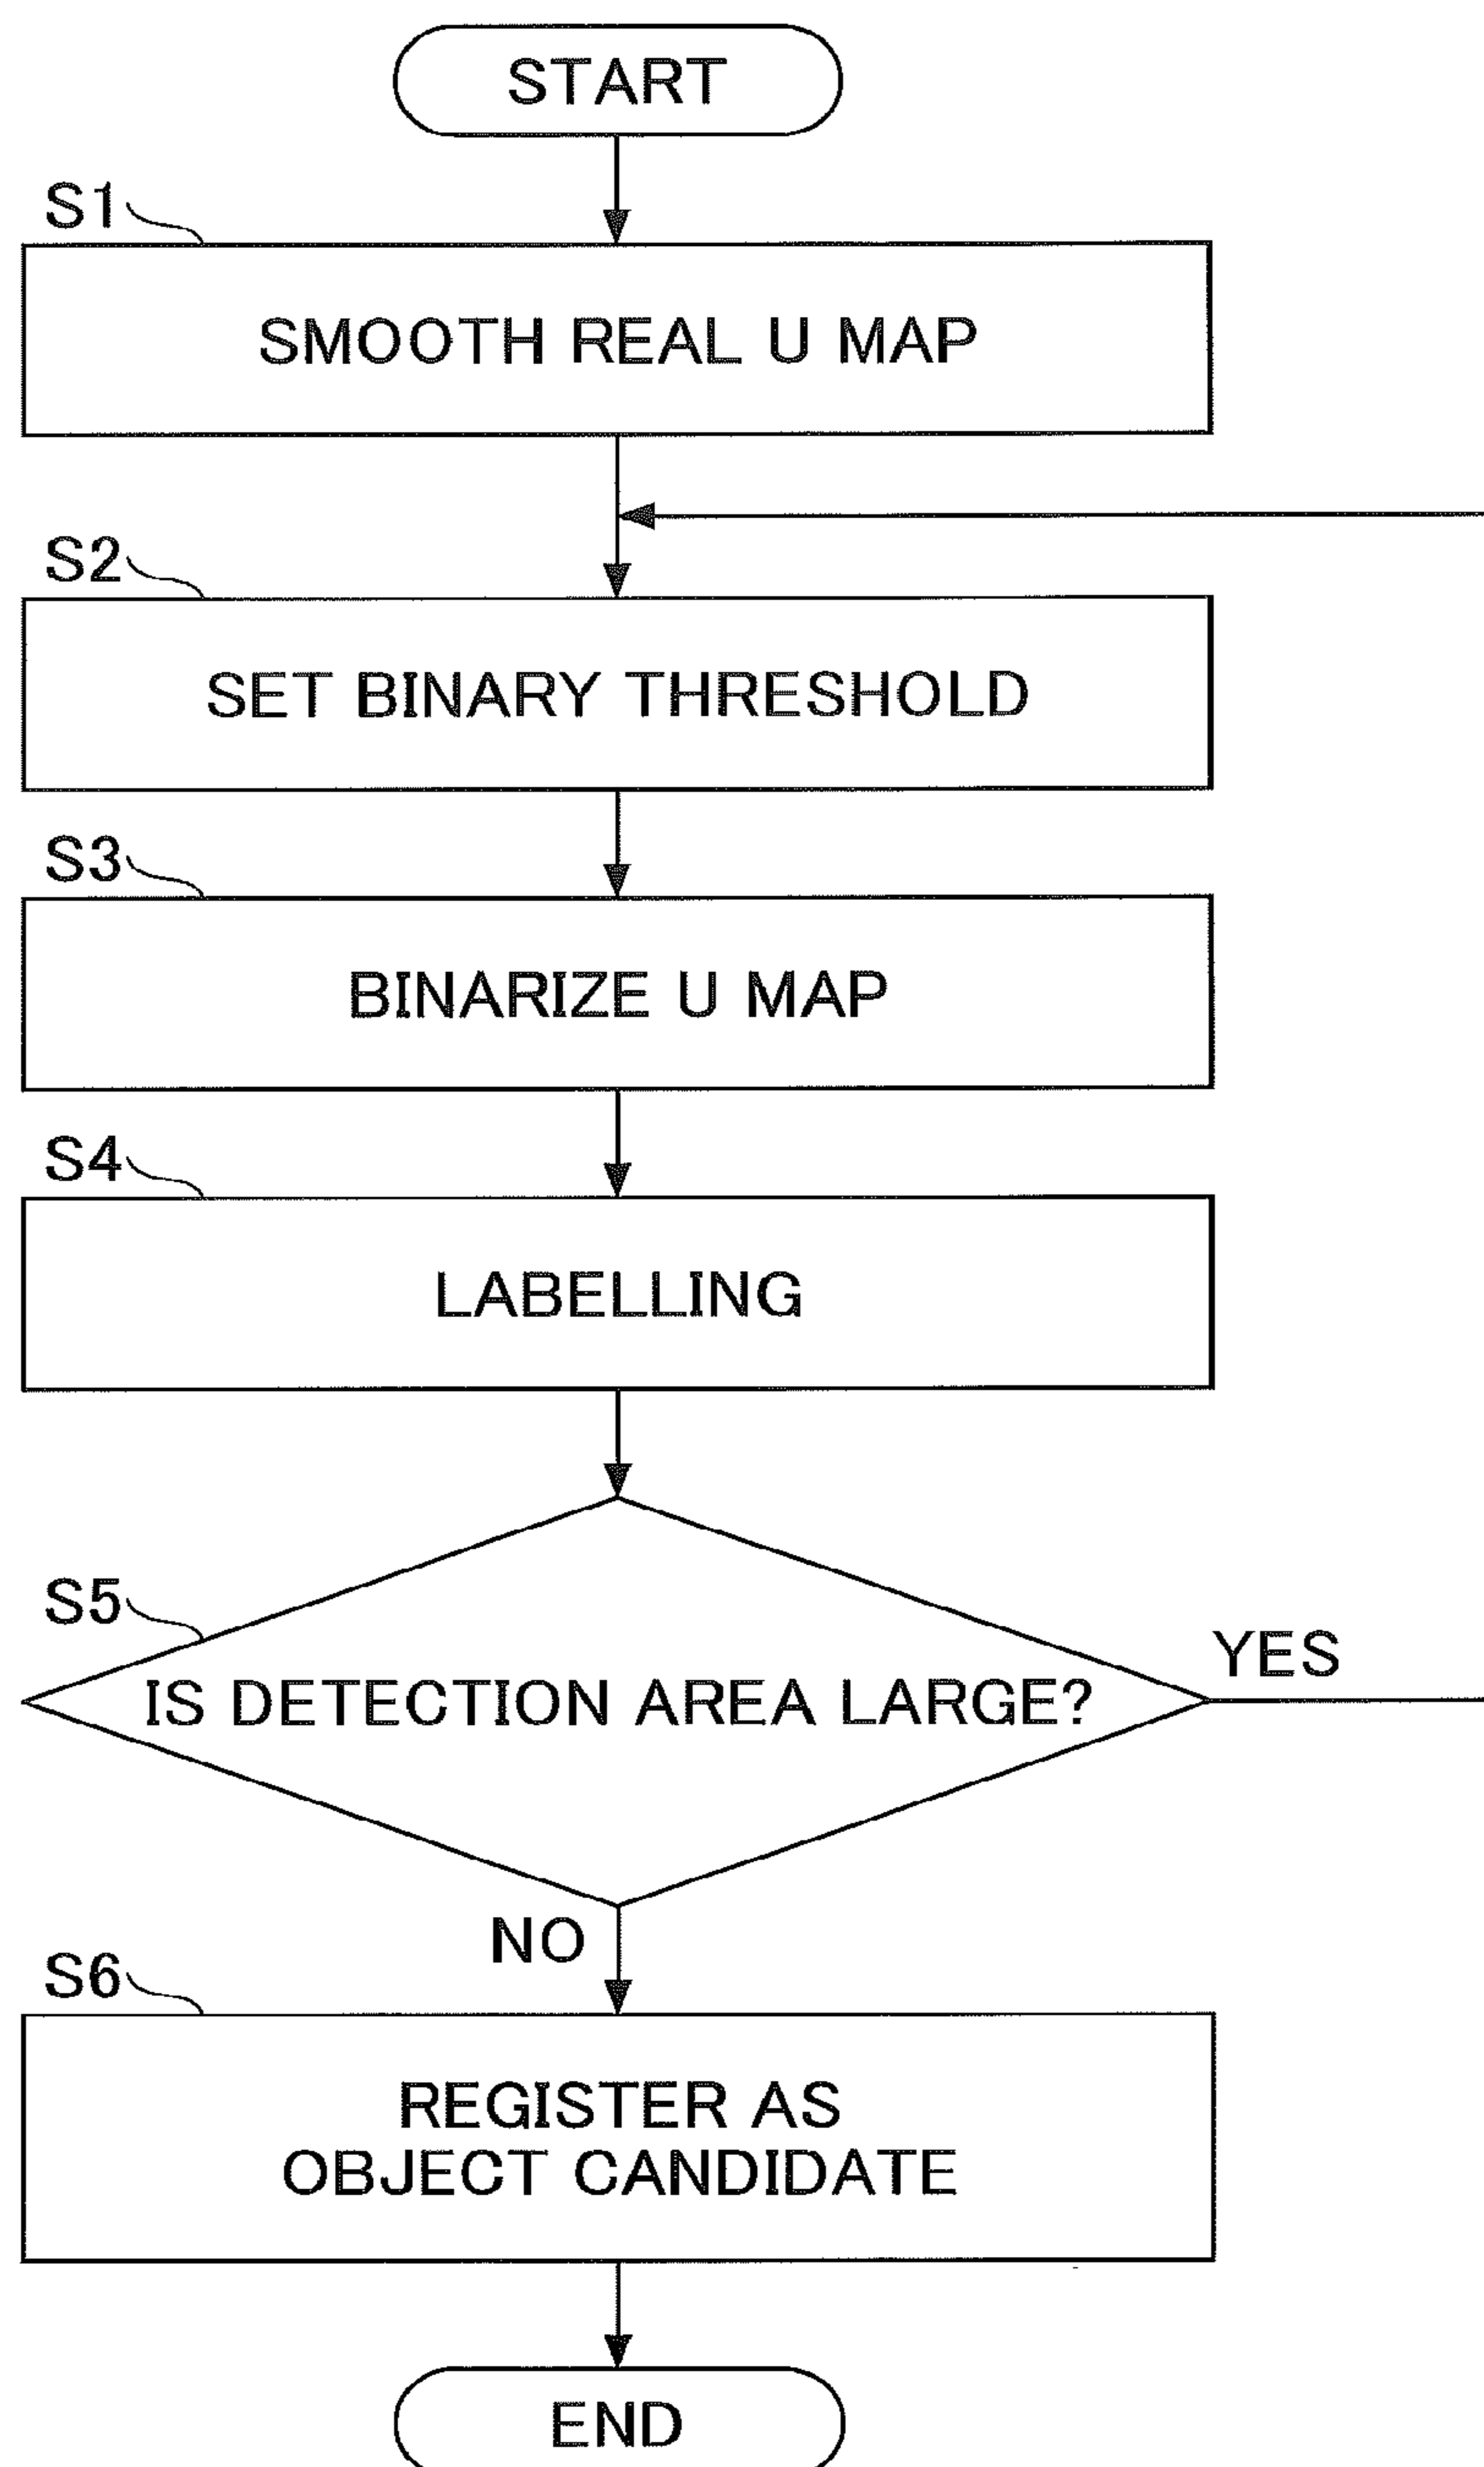 START
S1
SMOOTH REAL U MAP
S2
SET BINARY THRESHOLD
S3
BINARIZE U MAP
S4
LABELLING
S5
IS DETECTION AREA LARGE?
YES
NO
S6
REGISTER AS
OBJECT CANDIDATE
END